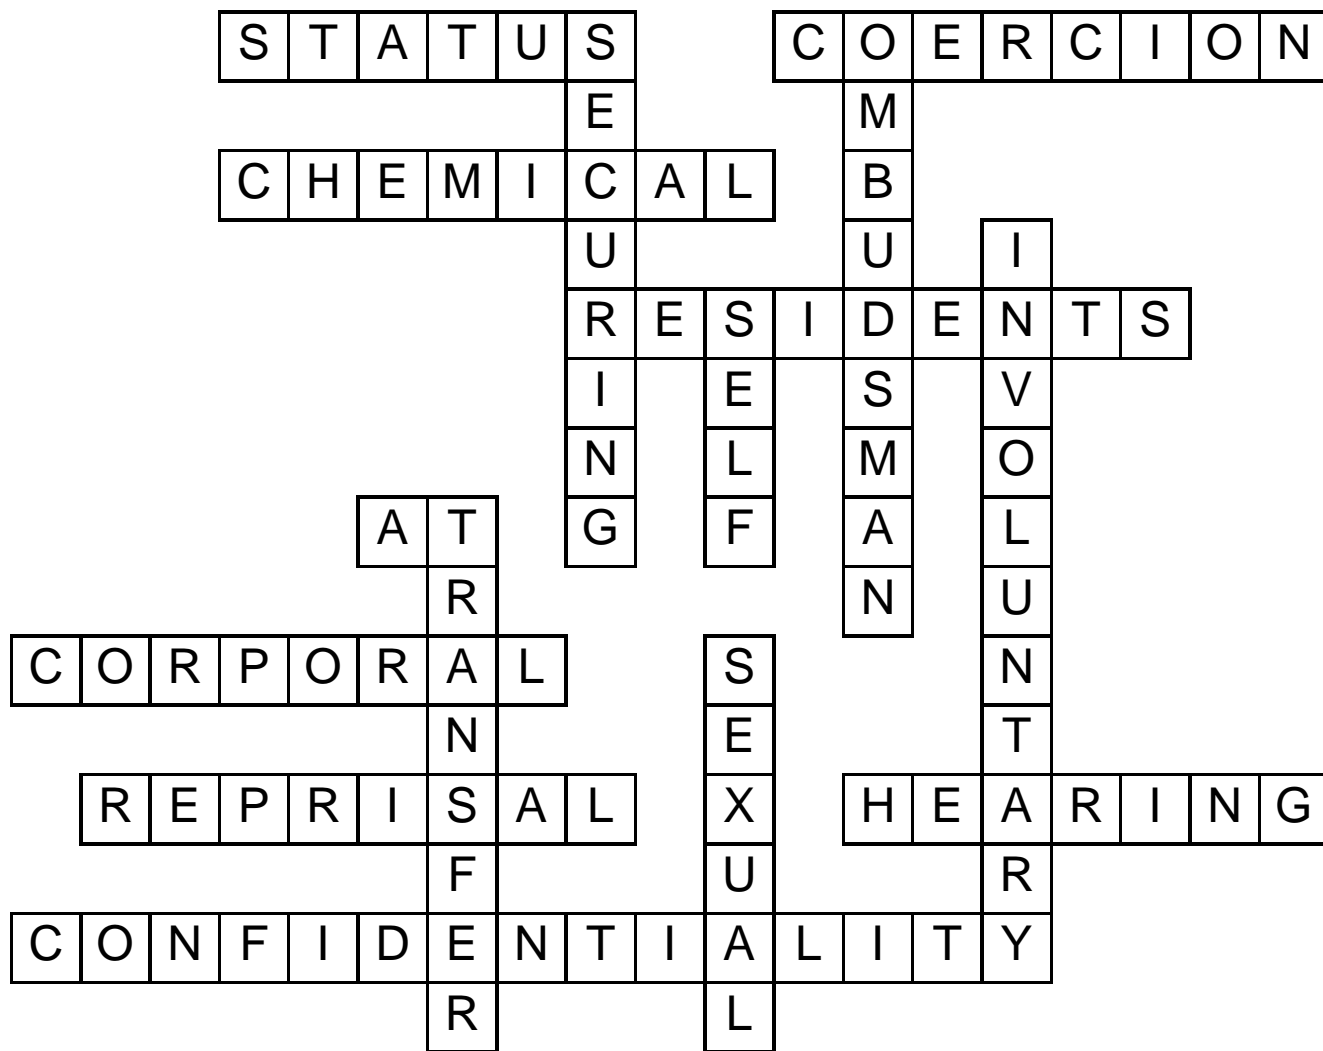 STATUS COERCION
E M
CHEMICAL B
U U I
RESIDENTS
I E S V
N L M O
AT G F A L
R N U
CORPORAL S N
N E T
REPRISAL X HEARING
F U R
CONFIDENTIALITY
R L